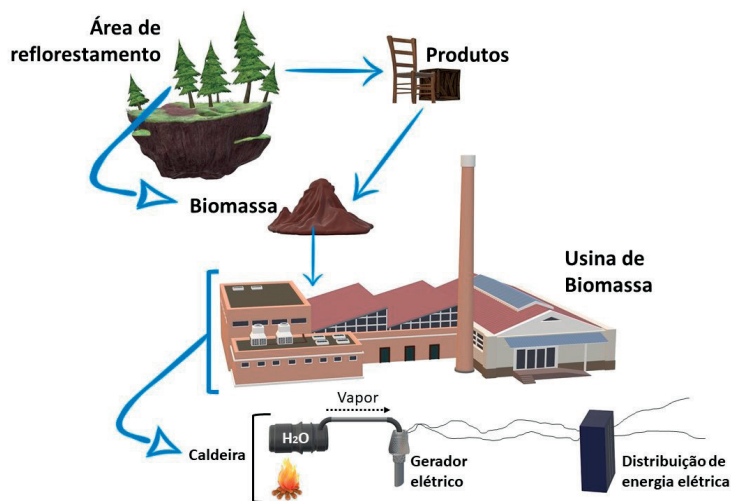 Área de
reflorestamento
Produtos
Biomassa
Usina de
Biomassa
Vapor
H₂O
Caldeira
Gerador
elétrico
Distribuição de
energia elétrica